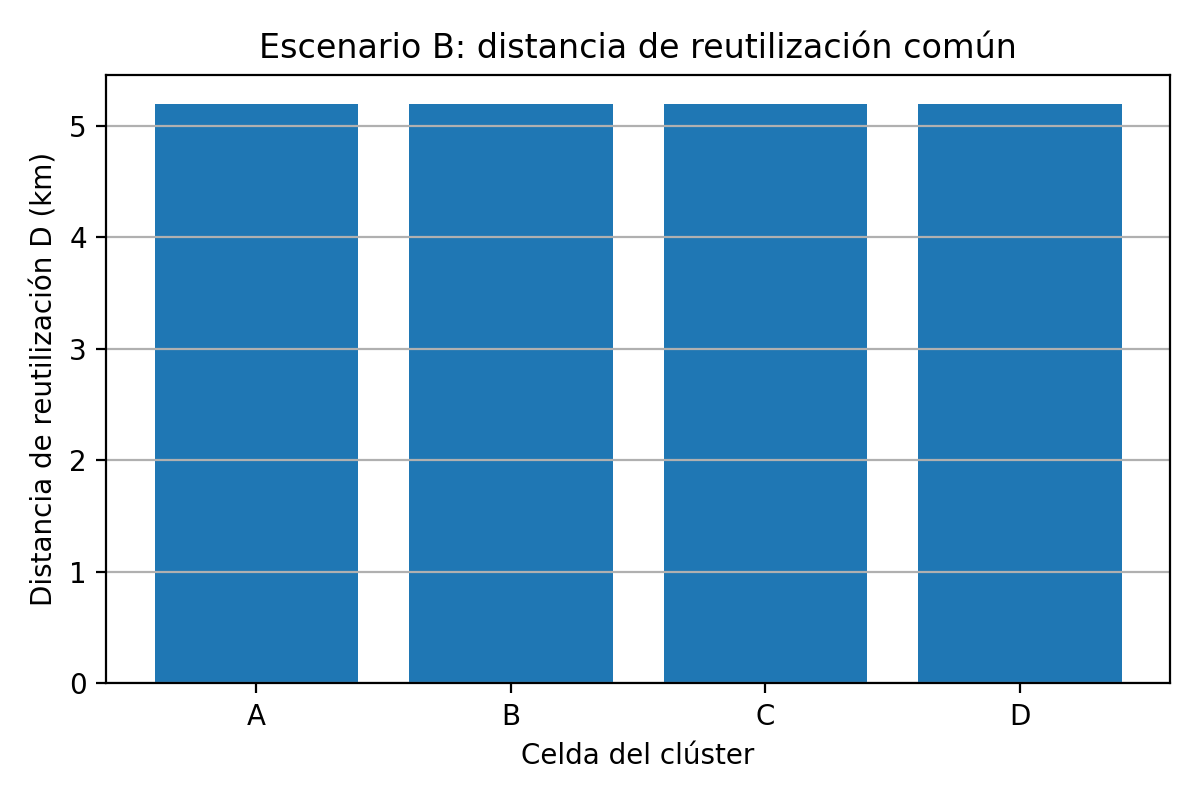 Escenario B: distancia de reutilización común
Distancia de reutilización D (km)
5
4
3
2
1
0
A
B
C
D
Celda del clúster